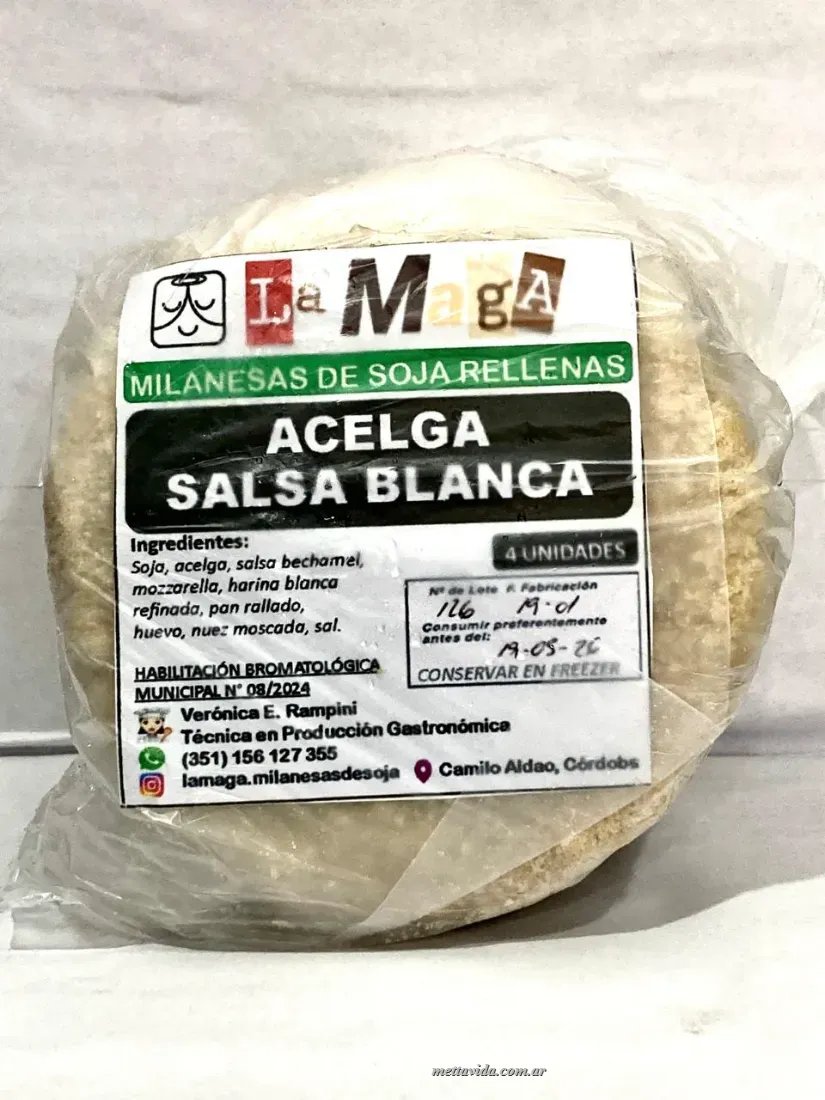 La MagA
MILANESAS DE SOJA RELLENAS
ACELGA
SALSA BLANCA
Ingredientes:
Soja, acelga, salsa bechamel,
mozzarella, harina blanca
refinada, pan rallado,
huevo, nuez moscada, sal.
4 UNIDADES
Nº de Lote F. Fabricación
126 19-01
Consumir preferentemente
antes del:
CONSERVAR EN FREEZER
HABILITACIÓN BROMATOLÓGICA
MUNICIPAL N° 08/2024
Verónica E. Rampini
Técnica en Producción Gastronómica
(351) 156 127 355
lamaga.milanesasdesoja
Camilo Aldao, Córdobs
mettavida.com.ar